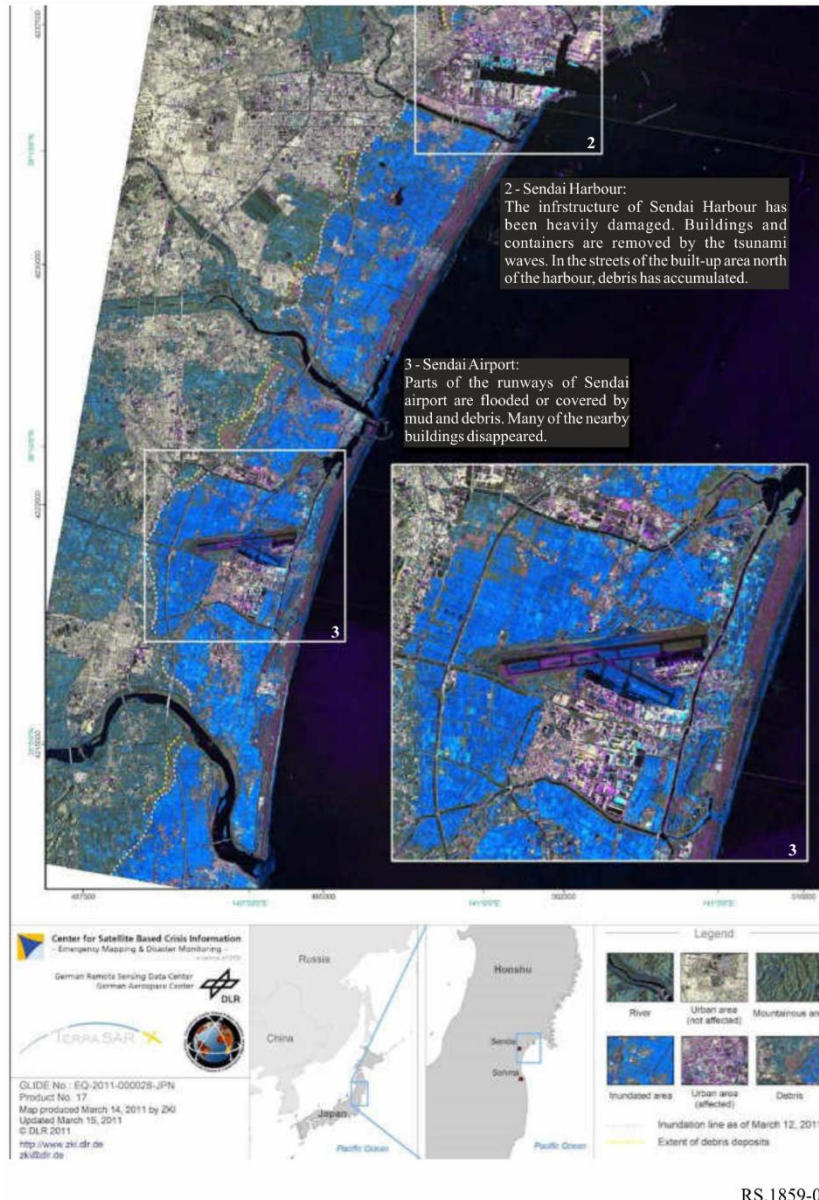 2
2 - Sendai Harbour:
The infrstructure of Sendai Harbour has
been heavily damaged. Buildings and
containers are removed by the tsunami
waves. In the streets of the built-up area north
of the harbour, debris has accumulated.
3 - Sendai Airport:
Parts of the runways of Sendai
airport are flooded or covered by
mud and debris. Many of the nearby
buildings disappeared.
3
3
Center for Satellite Based Crisis Information
- Emergency Mapping & Disaster Monitoring -
German Remote Sensing Data Center
German Aerospace Center
DLR
TERRASAR X
GLIDE No : EQ-2011-000028-JPN
Product No. 17
Map produced March 14, 2011 by ZKI
Updated March 15, 2011
© DLR 2011
http://www.zki.dlr.de
zki@dlr.de
Russia
China
Japan
Pacific Ocean
Honshu
Sendai
Soma
Pacific Ocean
Legend
River
Urban area
(not affected)
Mountainous are
Inundated area
Urban area
(affected)
Debris
Inundation line as of March 12, 2011
Extent of debris deposits
RS.1859-0